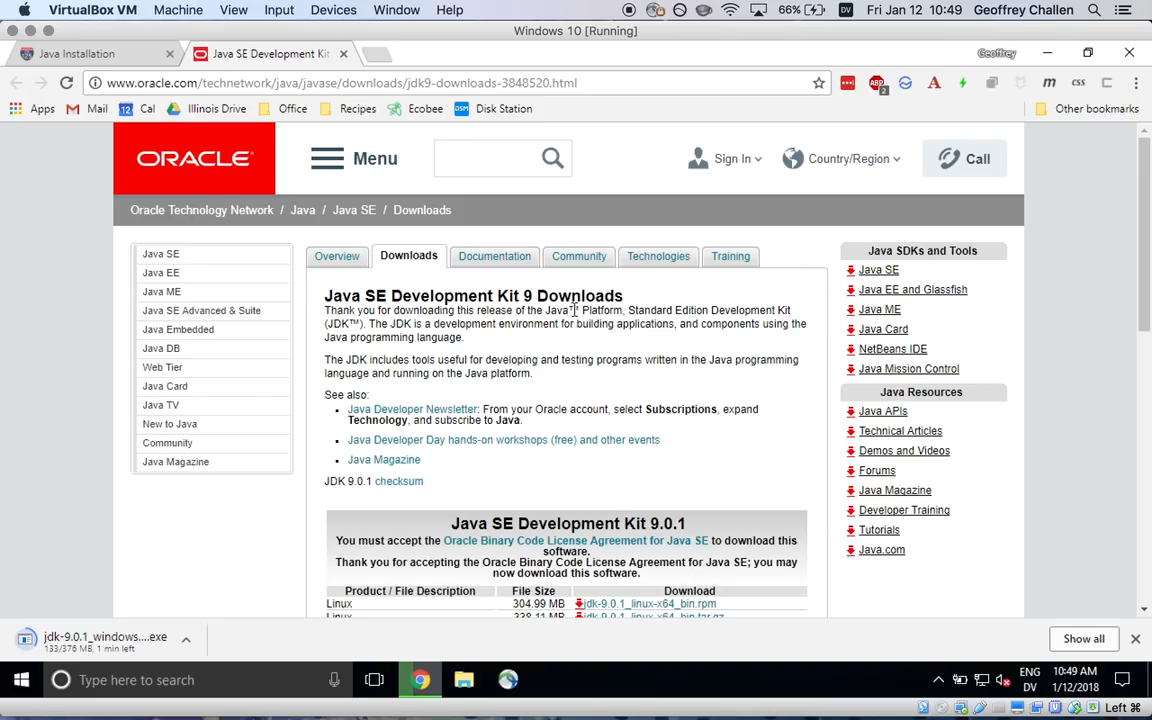 VirtualBox VM Machine View Input Devices Window Help 66% DV Fri Jan 12 10:49 Geoffrey Challen
Windows 10 [Running]
Java Installation Java SE Development Kit Geoffrey
www.oracle.com/technetwork/java/javase/downloads/jdk9-downloads-3848520.html
Apps Mail Cal Illinois Drive Office Recipes Ecobee Disk Station Other bookmarks
ORACLE Menu Sign In Country/Region Call
Oracle Technology Network / Java / Java SE / Downloads
Java SE
Java EE
Java ME
Java SE Advanced & Suite
Java Embedded
Java DB
Web Tier
Java Card
Java TV
New to Java
Community
Java Magazine
Overview Downloads Documentation Community Technologies Training
Java SE Development Kit 9 Downloads
Thank you for downloading this release of the Java™ Platform, Standard Edition Development Kit
(JDK™). The JDK is a development environment for building applications, and components using the
Java programming language.
The JDK includes tools useful for developing and testing programs written in the Java programming
language and running on the Java platform.
See also:
Java Developer Newsletter: From your Oracle account, select Subscriptions, expand
Technology, and subscribe to Java.
Java Developer Day hands-on workshops (free) and other events
Java Magazine
JDK 9.0.1 checksum
Java SE Development Kit 9.0.1
You must accept the Oracle Binary Code License Agreement for Java SE to download this
software.
Thank you for accepting the Oracle Binary Code License Agreement for Java SE; you may
now download this software.
Product / File Description File Size Download
Linux 304.99 MB jdk-9.0.1_linux-x64_bin.rpm
Linux 338.11 MB jdk-9.0.1_linux-x64_bin.tar.gz
Java SDKs and Tools
Java SE
Java EE and Glassfish
Java ME
Java Card
NetBeans IDE
Java Mission Control
Java Resources
Java APIs
Technical Articles
Demos and Videos
Forums
Java Magazine
Developer Training
Tutorials
Java.com
jdk-9.0.1_windows....exe
133/376 MB, 1 min left
Show all
Type here to search
ENG
DV
10:49 AM
1/12/2018
Left ⌘